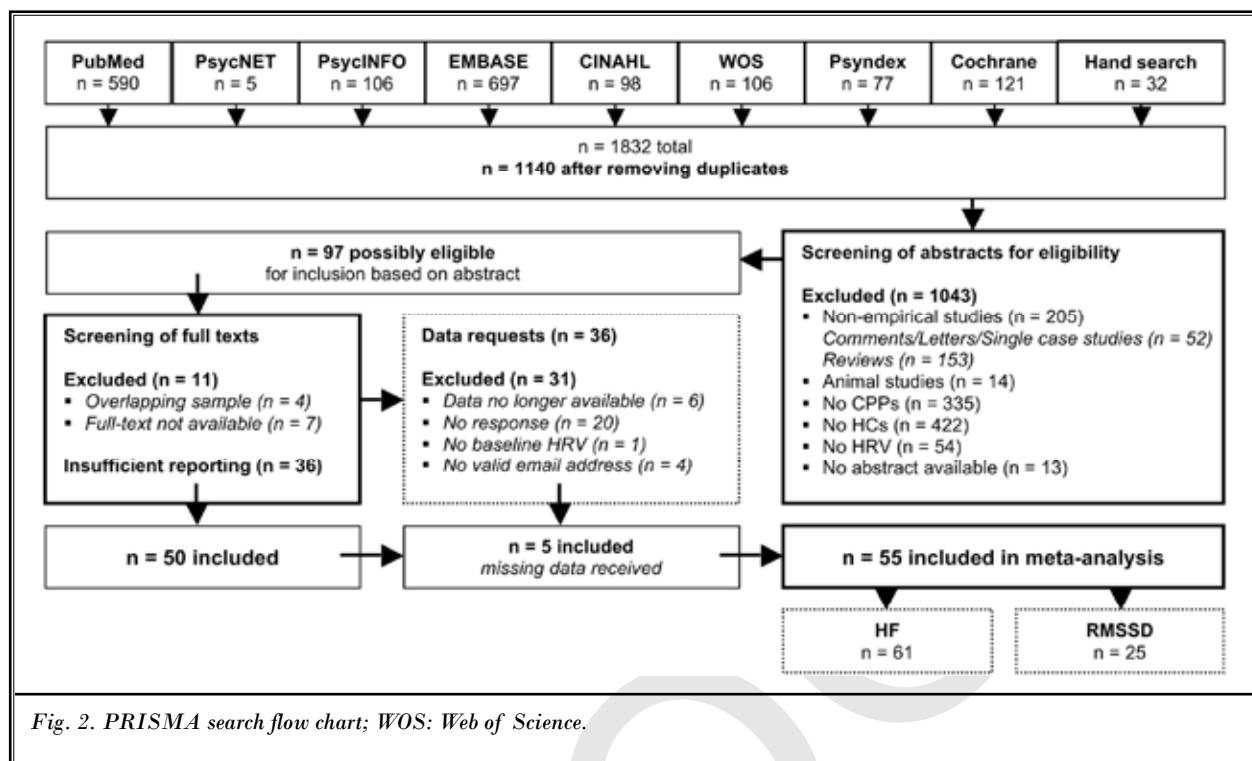 PubMed
n = 590
PsycNET
n = 5
PsycINFO
n = 106
EMBASE
n = 697
CINAHL
n = 98
WOS
n = 106
Psyndex
n = 77
Cochrane
n = 121
Hand search
n = 32
n = 1832 total
n = 1140 after removing duplicates
n = 97 possibly eligible
for inclusion based on abstract
Screening of abstracts for eligibility
Excluded (n = 1043)
▪ Non-empirical studies (n = 205)
Comments/Letters/Single case studies (n = 52)
Reviews (n = 153)
▪ Animal studies (n = 14)
▪ No CPPs (n = 335)
▪ No HCs (n = 422)
▪ No HRV (n = 54)
▪ No abstract available (n = 13)
Screening of full texts
Excluded (n = 11)
▪ Overlapping sample (n = 4)
▪ Full-text not available (n = 7)
Insufficient reporting (n = 36)
Data requests (n = 36)
Excluded (n = 31)
▪ Data no longer available (n = 6)
▪ No response (n = 20)
▪ No baseline HRV (n = 1)
▪ No valid email address (n = 4)
n = 50 included
n = 5 included
missing data received
n = 55 included in meta-analysis
HF
n = 61
RMSSD
n = 25
Fig. 2. PRISMA search flow chart; WOS: Web of Science.